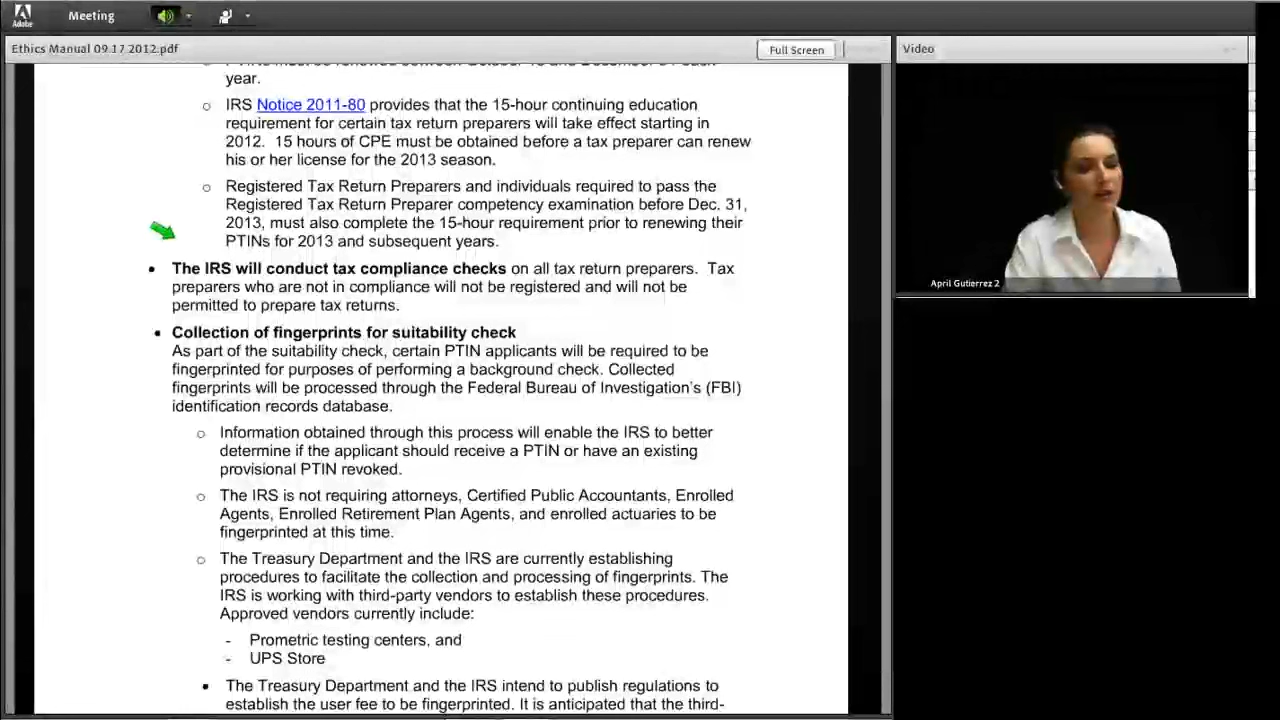 Adobe
Meeting
Ethics Manual 09.17 2012.pdf
Full Screen
Video
year.
o IRS Notice 2011-80 provides that the 15-hour continuing education
requirement for certain tax return preparers will take effect starting in
2012. 15 hours of CPE must be obtained before a tax preparer can renew
his or her license for the 2013 season.
o Registered Tax Return Preparers and individuals required to pass the
Registered Tax Return Preparer competency examination before Dec. 31,
2013, must also complete the 15-hour requirement prior to renewing their
PTINs for 2013 and subsequent years.
• The IRS will conduct tax compliance checks on all tax return preparers. Tax
preparers who are not in compliance will not be registered and will not be
permitted to prepare tax returns.
• Collection of fingerprints for suitability check
As part of the suitability check, certain PTIN applicants will be required to be
fingerprinted for purposes of performing a background check. Collected
fingerprints will be processed through the Federal Bureau of Investigation's (FBI)
identification records database.
o Information obtained through this process will enable the IRS to better
determine if the applicant should receive a PTIN or have an existing
provisional PTIN revoked.
o The IRS is not requiring attorneys, Certified Public Accountants, Enrolled
Agents, Enrolled Retirement Plan Agents, and enrolled actuaries to be
fingerprinted at this time.
o The Treasury Department and the IRS are currently establishing
procedures to facilitate the collection and processing of fingerprints. The
IRS is working with third-party vendors to establish these procedures.
Approved vendors currently include:
- Prometric testing centers, and
- UPS Store
• The Treasury Department and the IRS intend to publish regulations to
establish the user fee to be fingerprinted. It is anticipated that the third-
April Gutierrez 2